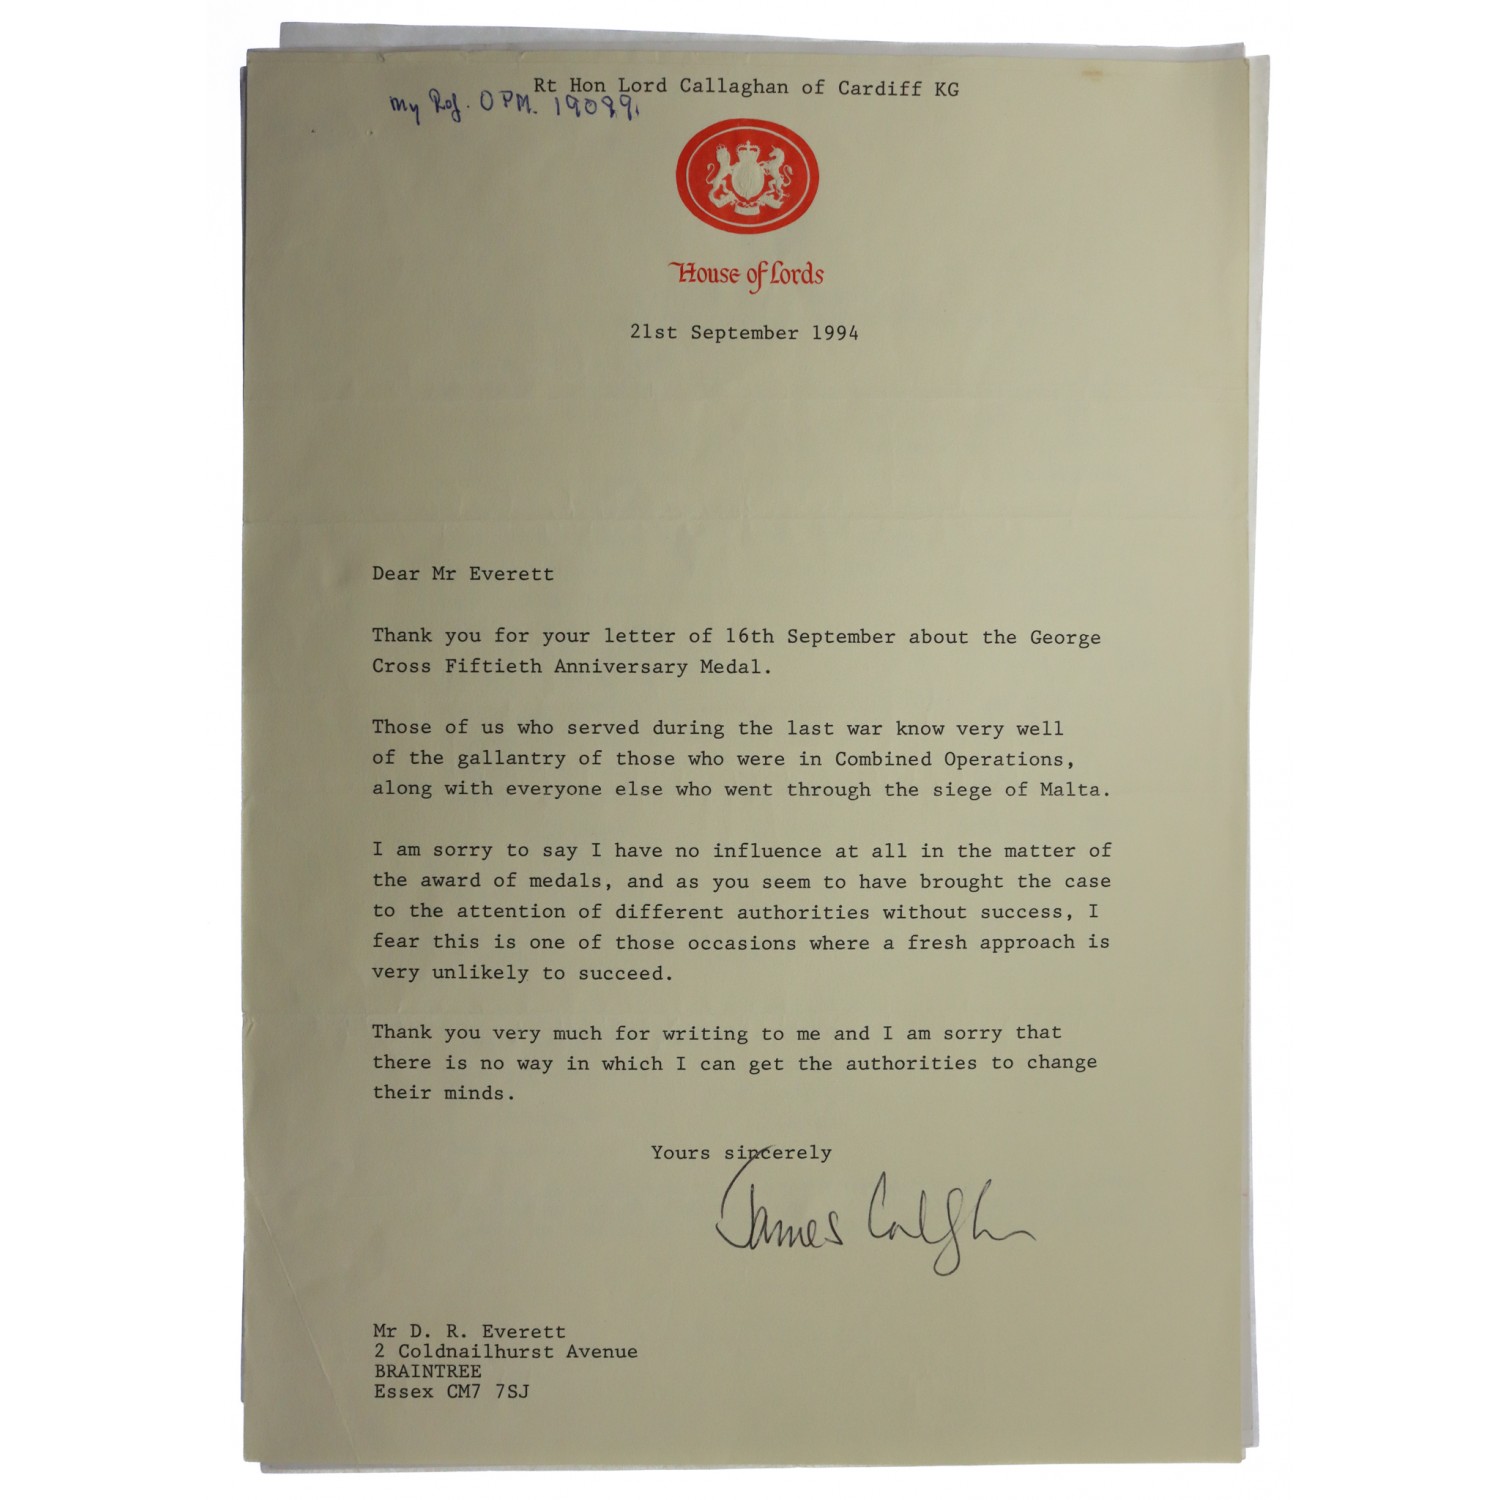 Rt Hon Lord Callaghan of Cardiff KG
My Ref. OPM. 19089.
House of Lords
21st September 1994
Dear Mr Everett
Thank you for your letter of 16th September about the George
Cross Fiftieth Anniversary Medal.
Those of us who served during the last war know very well
of the gallantry of those who were in Combined Operations,
along with everyone else who went through the siege of Malta.
I am sorry to say I have no influence at all in the matter of
the award of medals, and as you seem to have brought the case
to the attention of different authorities without success, I
fear this is one of those occasions where a fresh approach is
very unlikely to succeed.
Thank you very much for writing to me and I am sorry that
there is no way in which I can get the authorities to change
their minds.
Yours sincerely
James Callaghan
Mr D. R. Everett
2 Coldnailhurst Avenue
BRAINTREE
Essex CM7 7SJ